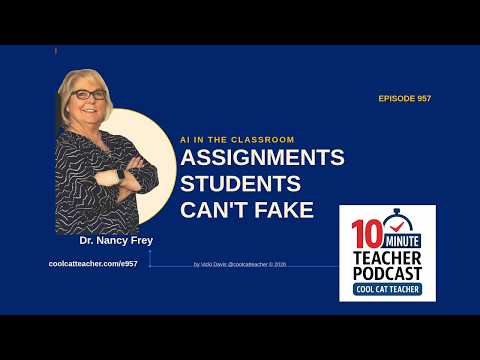 EPISODE 957
AI IN THE CLASSROOM
ASSIGNMENTS
STUDENTS
CAN'T FAKE
Dr. Nancy Frey
coolcatteacher.com/e957
by Vicki Davis @coolcatteacher © 2026
10 MINUTE
TEACHER
PODCAST
COOL CAT TEACHER